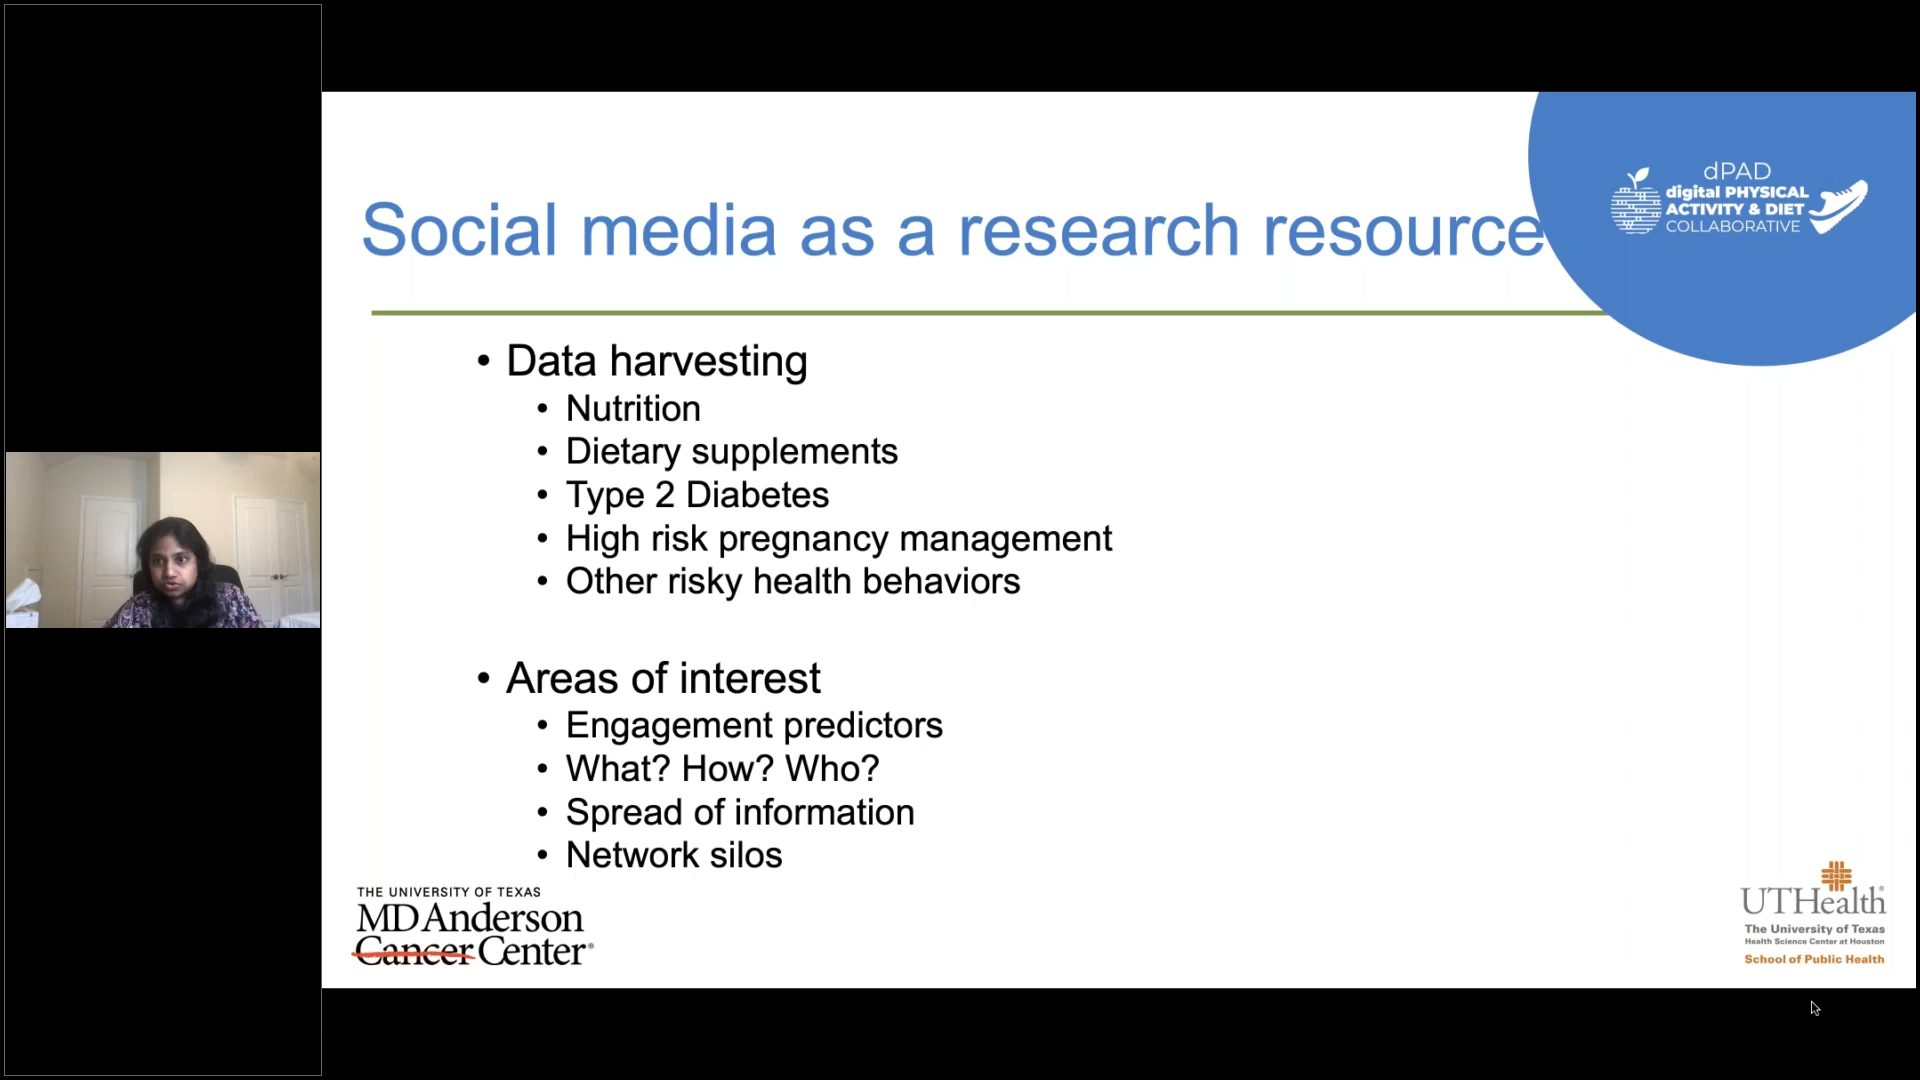 dPAD
digital PHYSICAL
ACTIVITY & DIET
COLLABORATIVE
Social media as a research resource
• Data harvesting
• Nutrition
• Dietary supplements
• Type 2 Diabetes
• High risk pregnancy management
• Other risky health behaviors
• Areas of interest
• Engagement predictors
• What? How? Who?
• Spread of information
• Network silos
THE UNIVERSITY OF TEXAS
MD Anderson
Cancer Center®
UTHealth®
The University of Texas
Health Science Center at Houston
School of Public Health